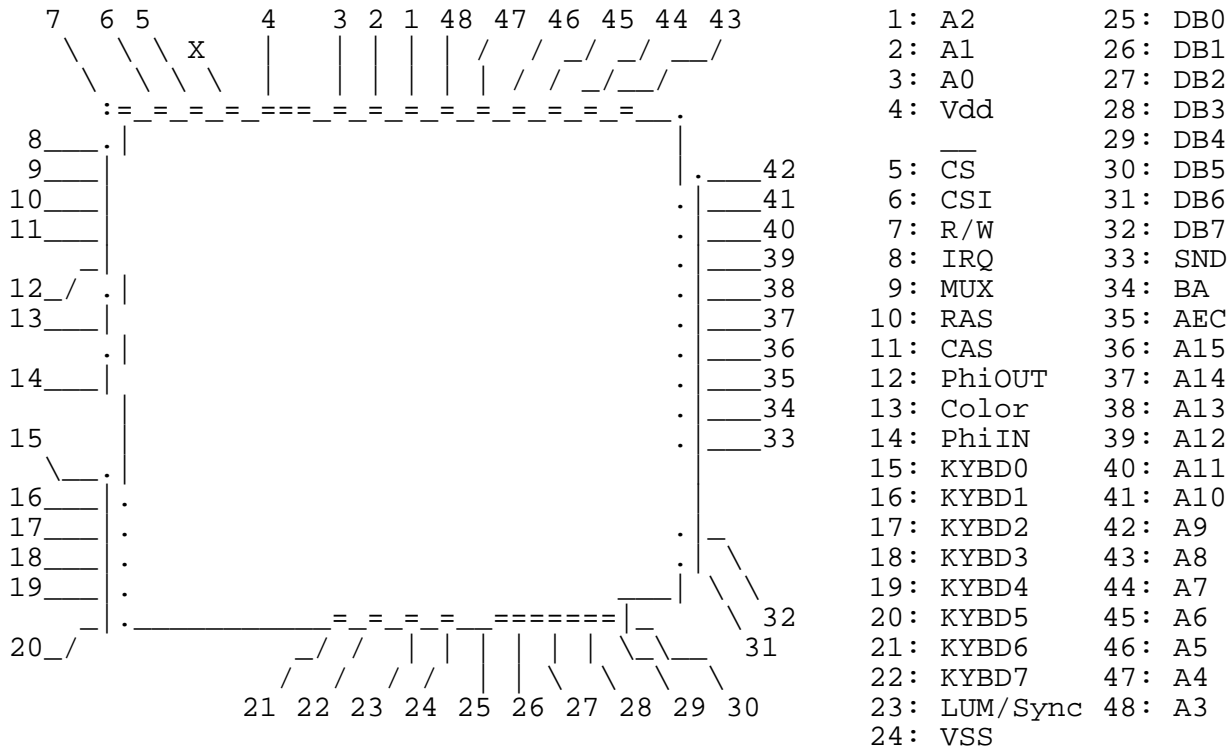 7 6 5 4 3 2 1 48 47 46 45 44 43 1: A2 25: DB0
X 2: A1 26: DB1
3: A0 27: DB2
4: Vdd 28: DB3
8 29: DB4
9 42 5: CS 30: DB5
10 41 6: CSI 31: DB6
11 40 7: R/W 32: DB7
39 8: IRQ 33: SND
12 38 9: MUX 34: BA
13 37 10: RAS 35: AEC
36 11: CAS 36: A15
14 35 12: PhiOUT 37: A14
34 13: Color 38: A13
15 33 14: PhiIN 39: A12
15: KYBD0 40: A11
16 16: KYBD1 41: A10
17 17: KYBD2 42: A9
18 18: KYBD3 43: A8
19 19: KYBD4 44: A7
32 20: KYBD5 45: A6
20 31 21: KYBD6 46: A5
22: KYBD7 47: A4
21 22 23 24 25 26 27 28 29 30 23: LUM/Sync 48: A3
24: VSS